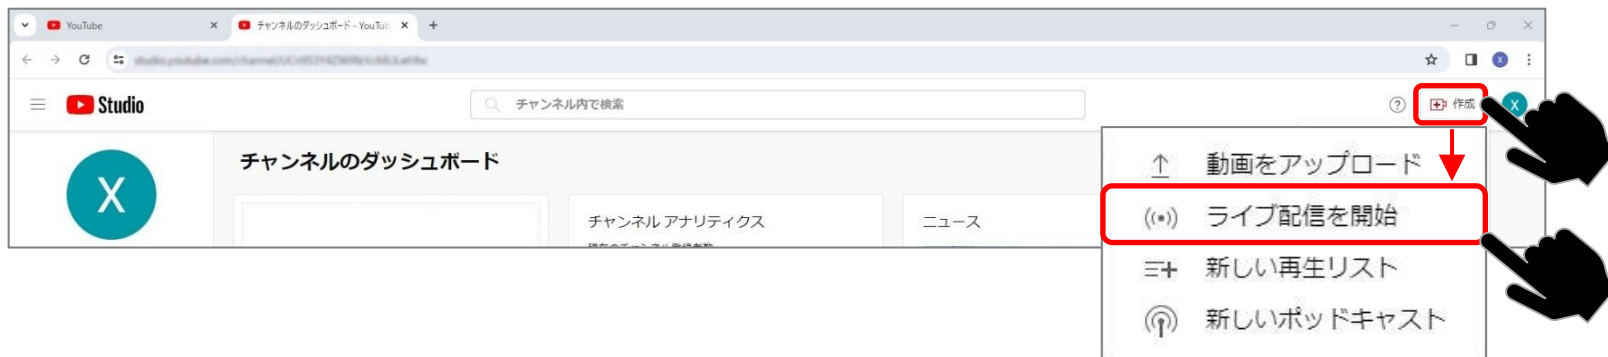 YouTube
チャンネルのダッシュボード - YouTub
Studio
チャンネル内で検索
作成
X
X
チャンネルのダッシュボード
X
チャンネル アナリティクス
ニュース
動画をアップロード
ライブ配信を開始
新しい再生リスト
新しいポッドキャスト